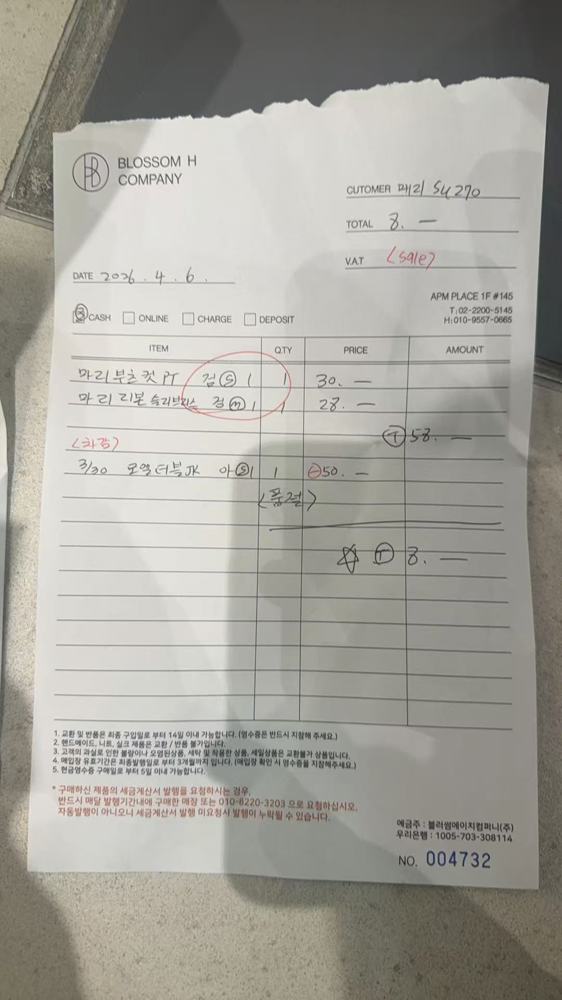 BLOSSOM H
COMPANY
CUTOMER 매리 SU 270
TOTAL 8. —
V.A.T (sale)
DATE 2026. 4. 6.
APM PLACE 1F #145
T:02-2200-5145
H:010-9557-0665
CASH ONLINE CHARGE DEPOSIT
ITEM QTY PRICE AMOUNT
마리부츠컷 PT 검 S 1 1 30. —
마리 리본 슬리브리스 검 m 1 1 28. —
T 58. —
3/30 더블JK 아 S 1 1 -50. —
(품절)
T 8. —
1. 교환 및 반품은 최종 구입일로 부터 14일 이내 가능합니다. (영수증은 반드시 지참해 주세요.)
2. 핸드메이드, 니트, 실크 제품은 교환 / 반품 불가입니다.
3. 고객의 과실로 인한 불량이나 오염된상품, 세탁 및 착용한 상품, 세일상품은 교환불가 상품입니다.
4. 매입장 유효기간은 최종발행일로 부터 3개월까지 입니다. (매입장 확인 시 영수증을 지참해주세요.)
5. 현금영수증 구매일로 부터 5일 이내 가능합니다.
* 구매하신 제품의 세금계산서 발행을 요청하시는 경우,
반드시 매달 발행기간내에 구매한 매장 또는 010-8220-3203 으로 요청하십시오.
자동발행이 아니오니 세금계산서 발행 미요청시 발행이 누락될 수 있습니다.
예금주 : 블러썸에이치컴퍼니(주)
우리은행 : 1005-703-308114
NO. 004732